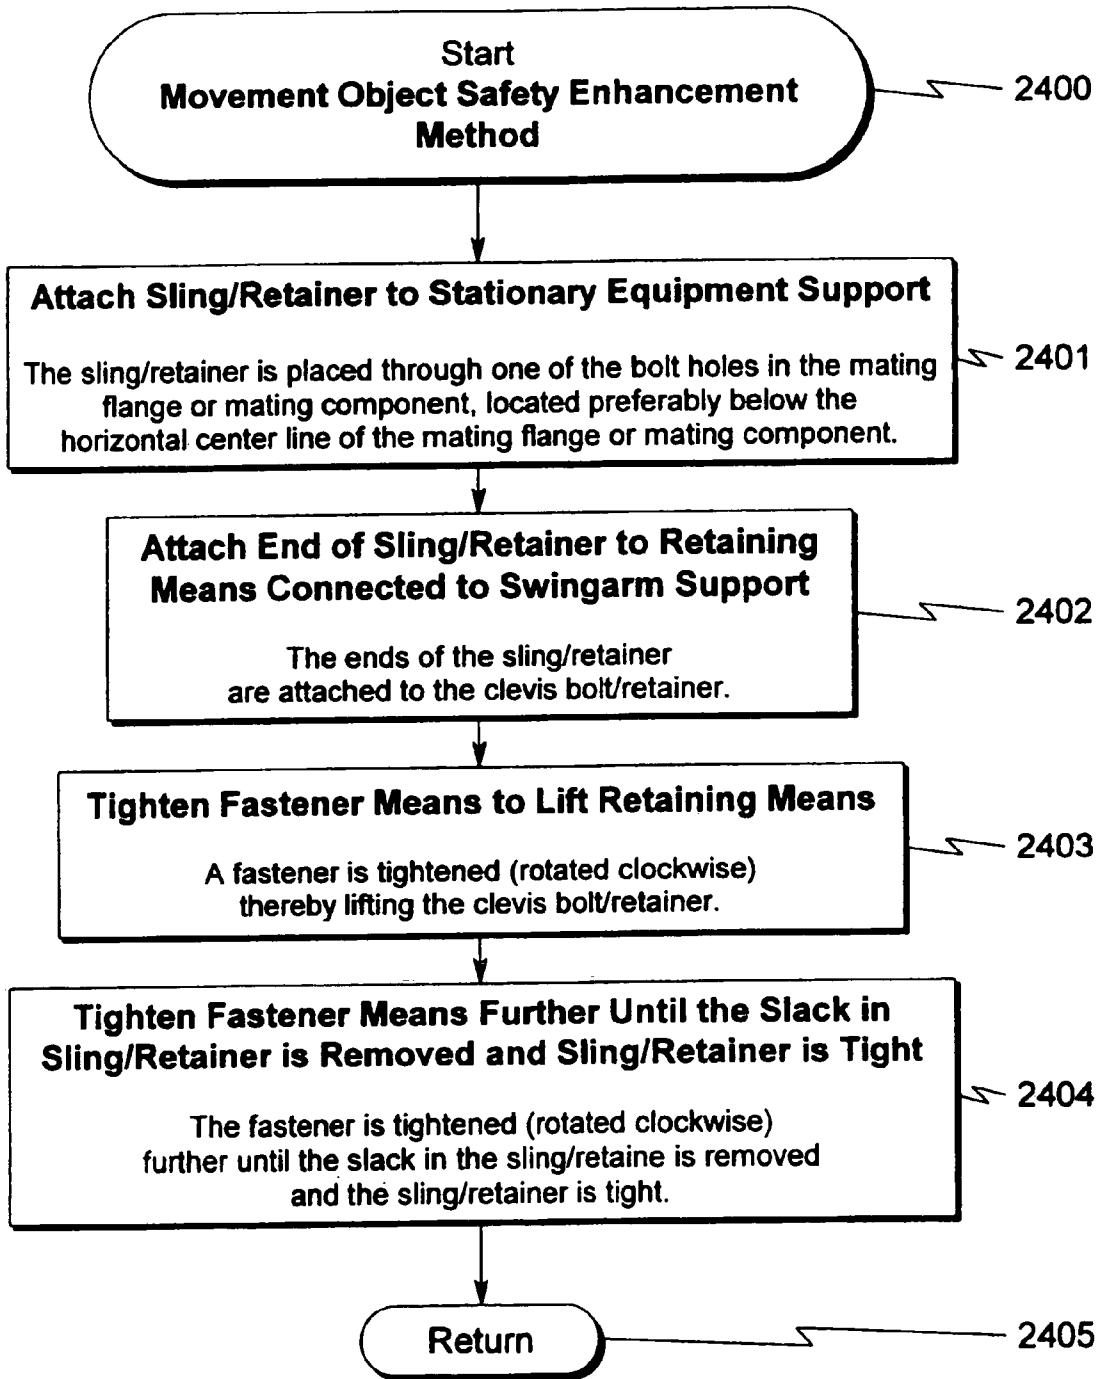 Start
Movement Object Safety Enhancement
Method
2400
Attach Sling/Retainer to Stationary Equipment Support
The sling/retainer is placed through one of the bolt holes in the mating
flange or mating component, located preferably below the
horizontal center line of the mating flange or mating component.
2401
Attach End of Sling/Retainer to Retaining
Means Connected to Swingarm Support
The ends of the sling/retainer
are attached to the clevis bolt/retainer.
2402
Tighten Fastener Means to Lift Retaining Means
A fastener is tightened (rotated clockwise)
thereby lifting the clevis bolt/retainer.
2403
Tighten Fastener Means Further Until the Slack in
Sling/Retainer is Removed and Sling/Retainer is Tight
The fastener is tightened (rotated clockwise)
further until the slack in the sling/retaine is removed
and the sling/retainer is tight.
2404
Return
2405